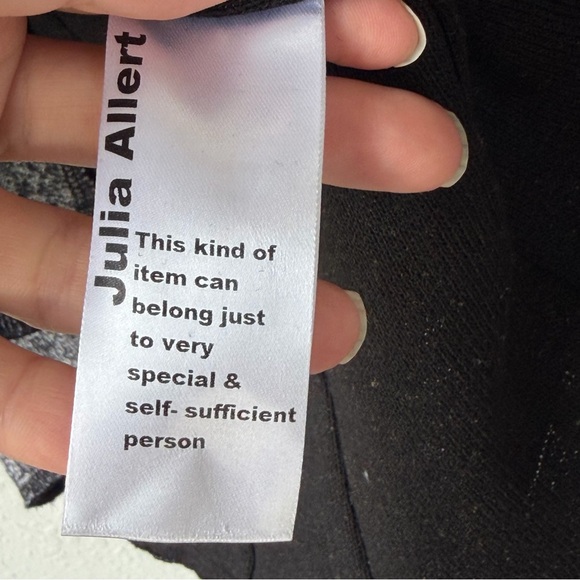 Julia Allert
This kind of
item can
belong just
to very
special &
self- sufficient
person